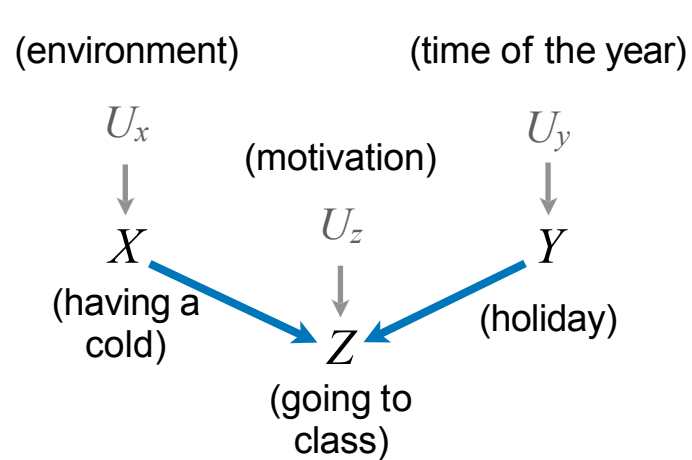 (environment)
(time of the year)
Ux
Uy
(motivation)
Uz
X
Y
(having a
cold)
(holiday)
Z
(going to
class)